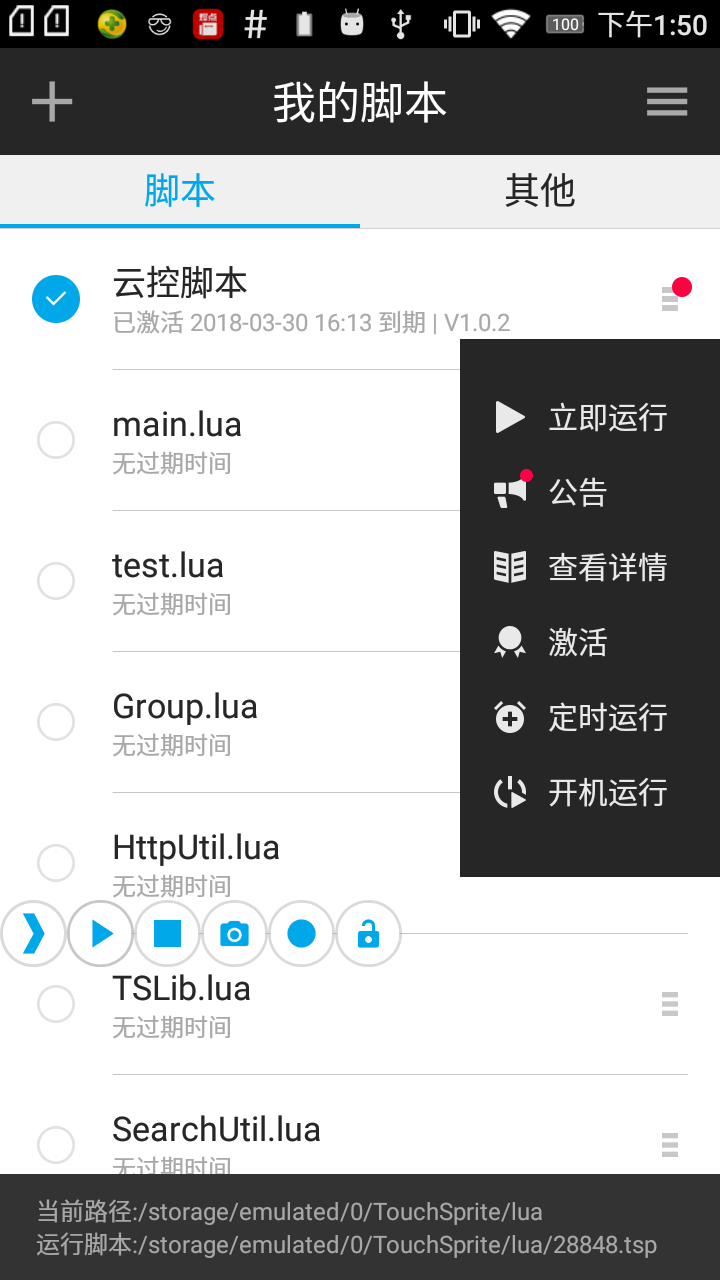 100 下午1:50
我的脚本
脚本 其他
云控脚本
已激活 2018-03-30 16:13 到期 | V1.0.2
main.lua
无过期时间
test.lua
无过期时间
Group.lua
无过期时间
HttpUtil.lua
无过期时间
TSLib.lua
无过期时间
SearchUtil.lua
无过期时间
立即运行
公告
查看详情
激活
定时运行
开机运行
当前路径:/storage/emulated/0/TouchSprite/lua
运行脚本:/storage/emulated/0/TouchSprite/lua/28848.tsp